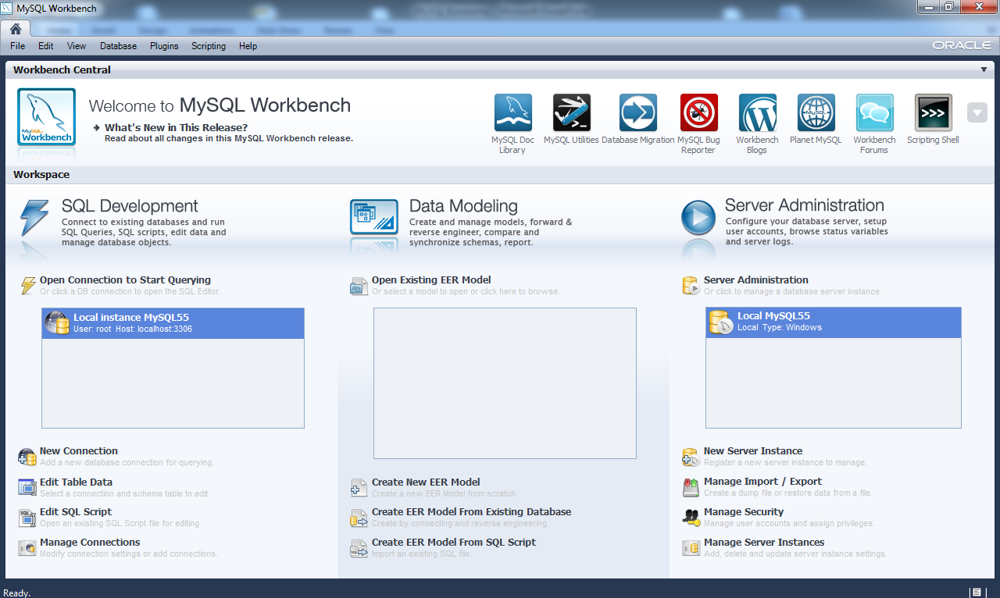 MySQL Workbench
File Edit View Database Plugins Scripting Help
ORACLE
Workbench Central
MySQL
Workbench
Welcome to MySQL Workbench
What's New in This Release?
Read about all changes in this MySQL Workbench release.
MySQL Doc
Library
MySQL Utilities
Database Migration
MySQL Bug
Reporter
Workbench
Blogs
MySQL
Planet MySQL
Workbench
Forums
>>>
Scripting Shell
Workspace
SQL Development
Connect to existing databases and run
SQL Queries, SQL scripts, edit data and
manage database objects.
Open Connection to Start Querying
Or click a DB connection to open the SQL Editor.
Local instance MySQL55
User: root Host: localhost:3306
New Connection
Add a new database connection for querying.
Edit Table Data
Select a connection and schema table to edit.
SQL
Edit SQL Script
Open an existing SQL Script file for editing.
Manage Connections
Modify connection settings or add connections.
Data Modeling
Create and manage models, forward &
reverse engineer, compare and
synchronize schemas, report.
Open Existing EER Model
Or select a model to open or click here to browse.
Create New EER Model
Create a new EER Model from scratch.
Create EER Model From Existing Database
Create by connecting and reverse engineering.
SQL
Create EER Model From SQL Script
Import an existing SQL file.
Server Administration
Configure your database server, setup
user accounts, browse status variables
and server logs.
Server Administration
Or click to manage a database server instance.
Local MySQL55
Local Type: Windows
New Server Instance
Register a new server instance to manage.
Manage Import / Export
Create a dump file or restore data from a file.
Manage Security
Manage user accounts and assign privileges.
Manage Server Instances
Add, delete and update server instance settings.
Ready.